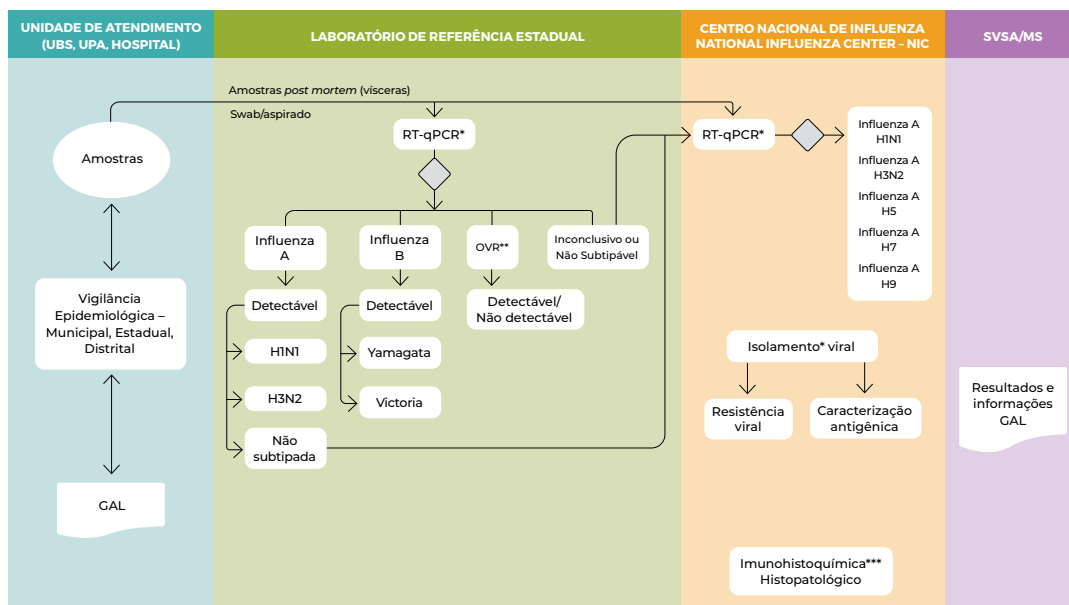 UNIDADE DE ATENDIMENTO
(UBS, UPA, HOSPITAL)
LABORATÓRIO DE REFERÊNCIA ESTADUAL
CENTRO NACIONAL DE INFLUENZA
NATIONAL INFLUENZA CENTER – NIC
SVSA/MS
Amostras
Vigilância
Epidemiológica –
Municipal, Estadual,
Distrital
GAL
Amostras post mortem (vísceras)
Swab/aspirado
RT-qPCR*
Influenza
A
Influenza
B
OVR**
Inconclusivo ou
Não Subtipável
Detectável
Detectável
Detectável/
Não detectável
H1N1
Yamagata
H3N2
Victoria
Não
subtipada
RT-qPCR*
Influenza A
H1N1
Influenza A
H3N2
Influenza A
H5
Influenza A
H7
Influenza A
H9
Isolamento* viral
Resistência
viral
Caracterização
antigênica
Imunohistoquímica***
Histopatológico
Resultados e
informações
GAL